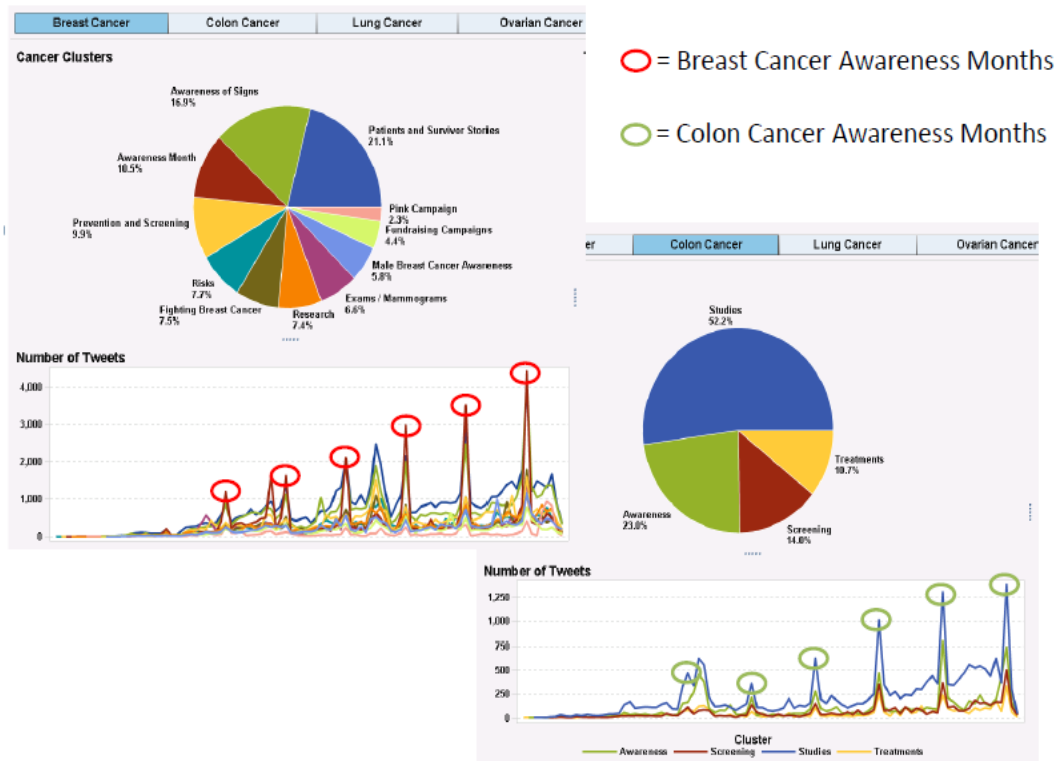 Breast Cancer
Colon Cancer
Lung Cancer
Ovarian Cancer
Cancer Clusters
Awareness of Signs
16.9%
Patients and Survivor Stories
21.1%
Awareness Month
10.5%
Pink Campaign
2.3%
Prevention and Screening
9.9%
Fundraising Campaigns
4.4%
Male Breast Cancer Awareness
5.8%
Risks
7.7%
Exams / Mammograms
6.6%
Fighting Breast Cancer
7.5%
Research
7.4%
Number of Tweets
4,000
3,000
2,000
1,000
0
= Breast Cancer Awareness Months
= Colon Cancer Awareness Months
er
Colon Cancer
Lung Cancer
Ovarian Cancer
Studies
52.2%
Treatments
10.7%
Awareness
23.0%
Screening
14.0%
Number of Tweets
1,250
1,000
750
500
250
0
Cluster
Awareness Screening Studies Treatments